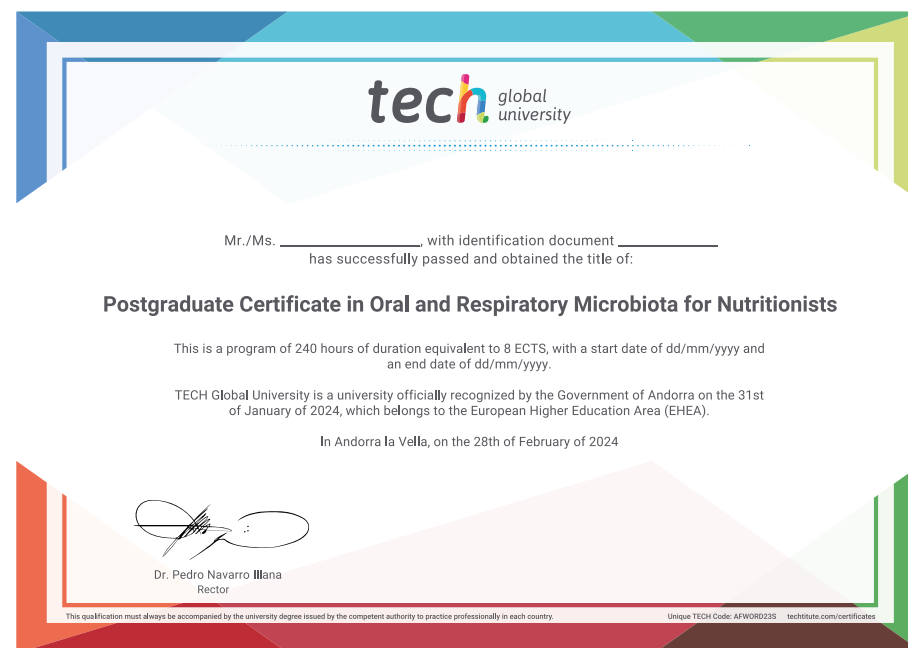 tech global university
Mr./Ms. ____________________, with identification document ______________
has successfully passed and obtained the title of:
Postgraduate Certificate in Oral and Respiratory Microbiota for Nutritionists
This is a program of 240 hours of duration equivalent to 8 ECTS, with a start date of dd/mm/yyyy and
an end date of dd/mm/yyyy.
TECH Global University is a university officially recognized by the Government of Andorra on the 31st
of January of 2024, which belongs to the European Higher Education Area (EHEA).
In Andorra la Vella, on the 28th of February of 2024
Dr. Pedro Navarro Illana
Rector
This qualification must always be accompanied by the university degree issued by the competent authority to practice professionally in each country.
Unique TECH Code: AFWORD23S techtitute.com/certificates